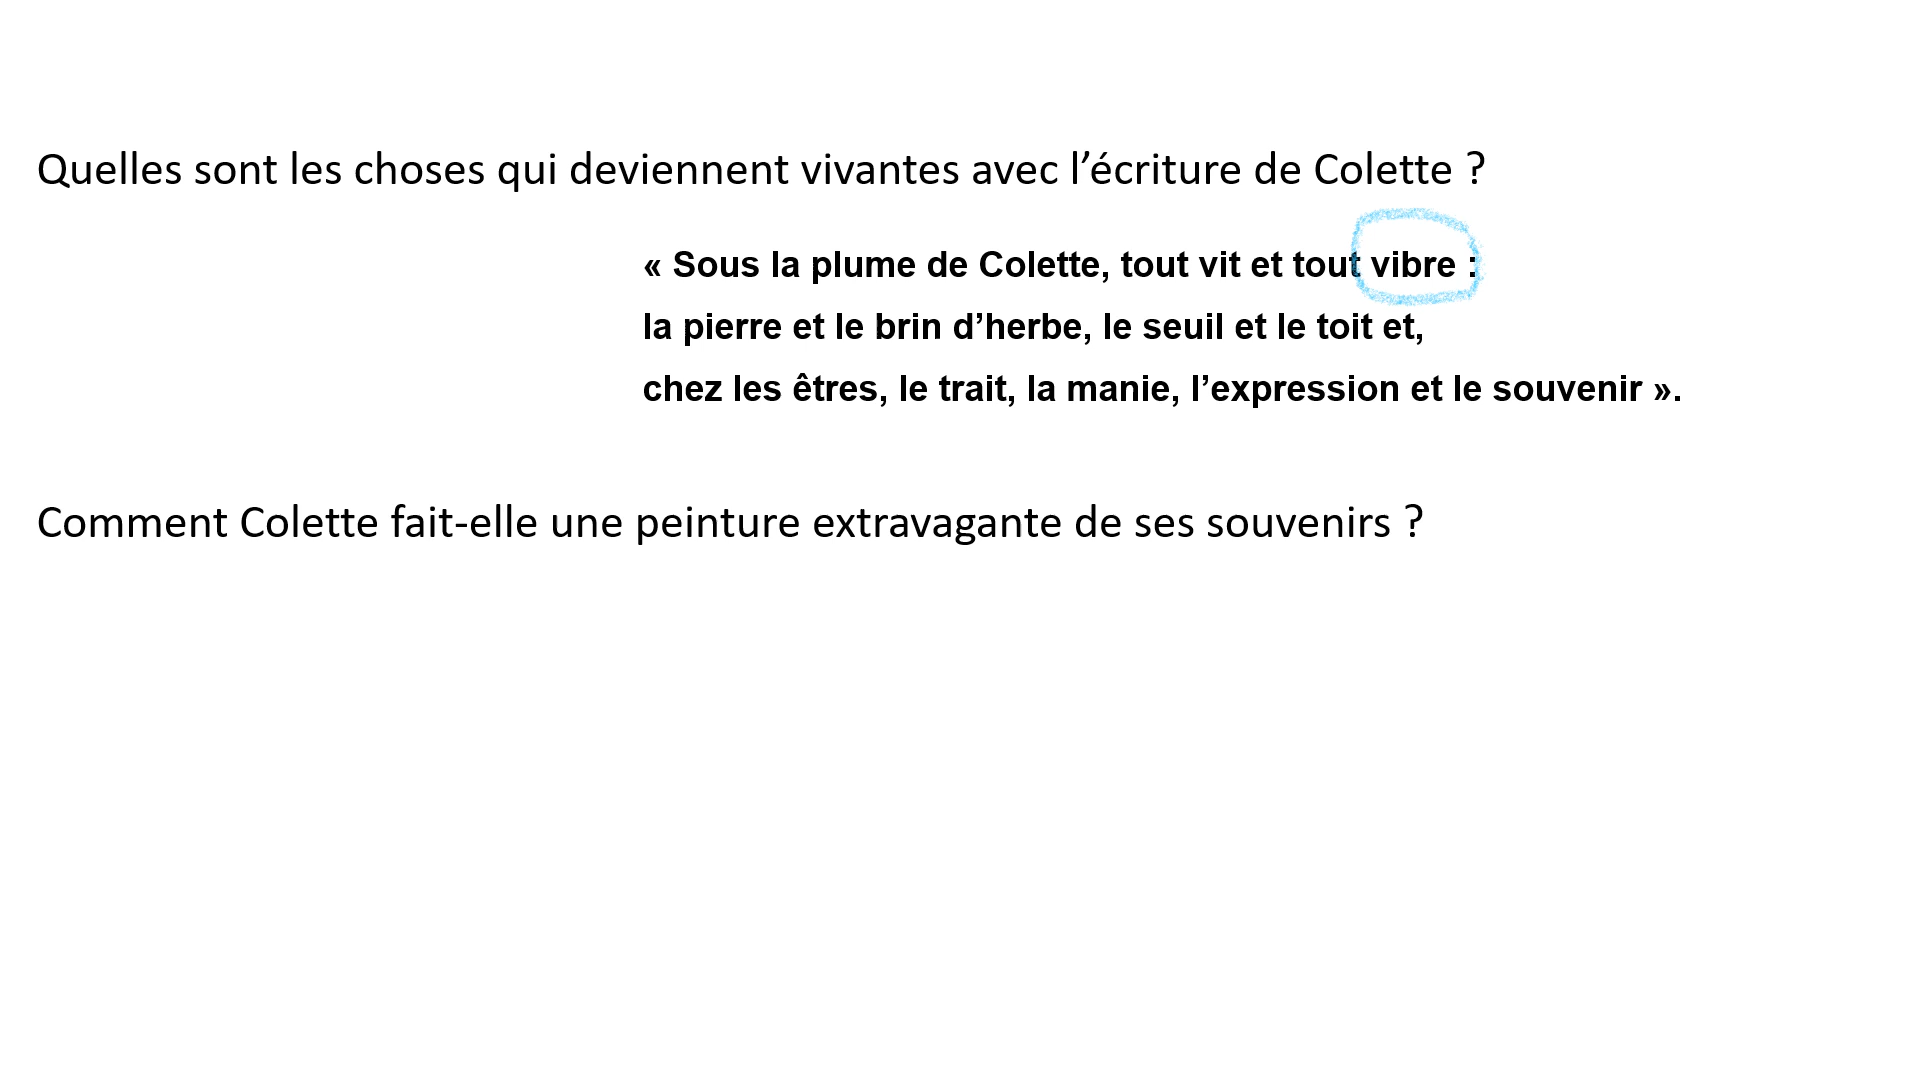 Quelles sont les choses qui deviennent vivantes avec l’écriture de Colette ?
« Sous la plume de Colette, tout vit et tout vibre :
la pierre et le brin d’herbe, le seuil et le toit et,
chez les êtres, le trait, la manie, l’expression et le souvenir ».
Comment Colette fait-elle une peinture extravagante de ses souvenirs ?